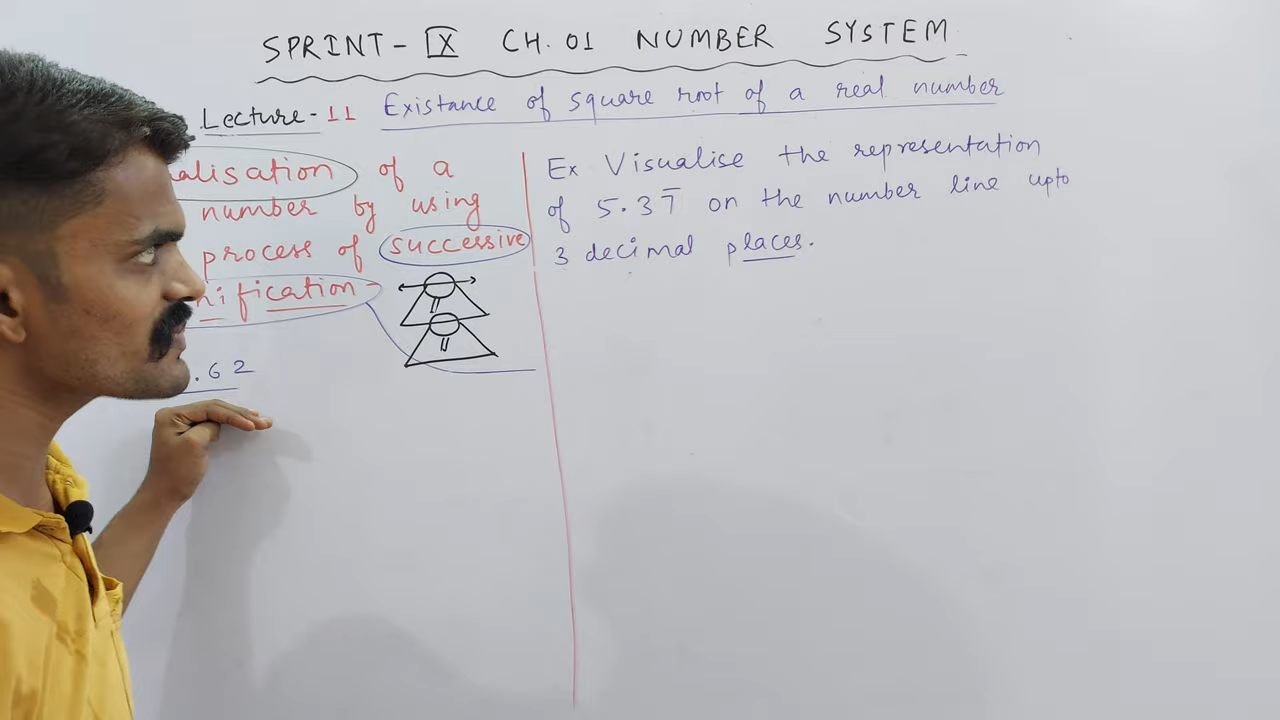 SPRINT- IX CH. 01 NUMBER SYSTEM
Lecture-11 Existance of square root of a real number
alisation of a
number by using
process of successive
nification-
.62
Ex Visualise the representation
of 5.37̅ on the number line upto
3 decimal places.